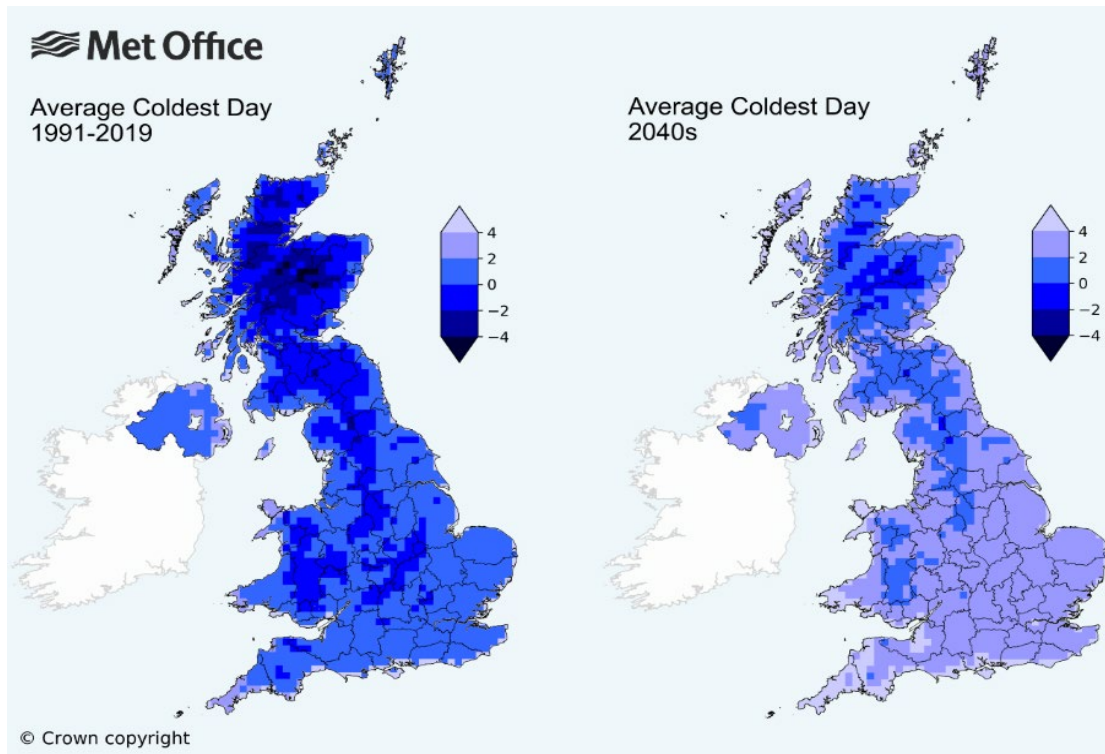 Met Office
Average Coldest Day
1991-2019
4
2
0
−2
−4
Average Coldest Day
2040s
4
2
0
−2
−4
© Crown copyright